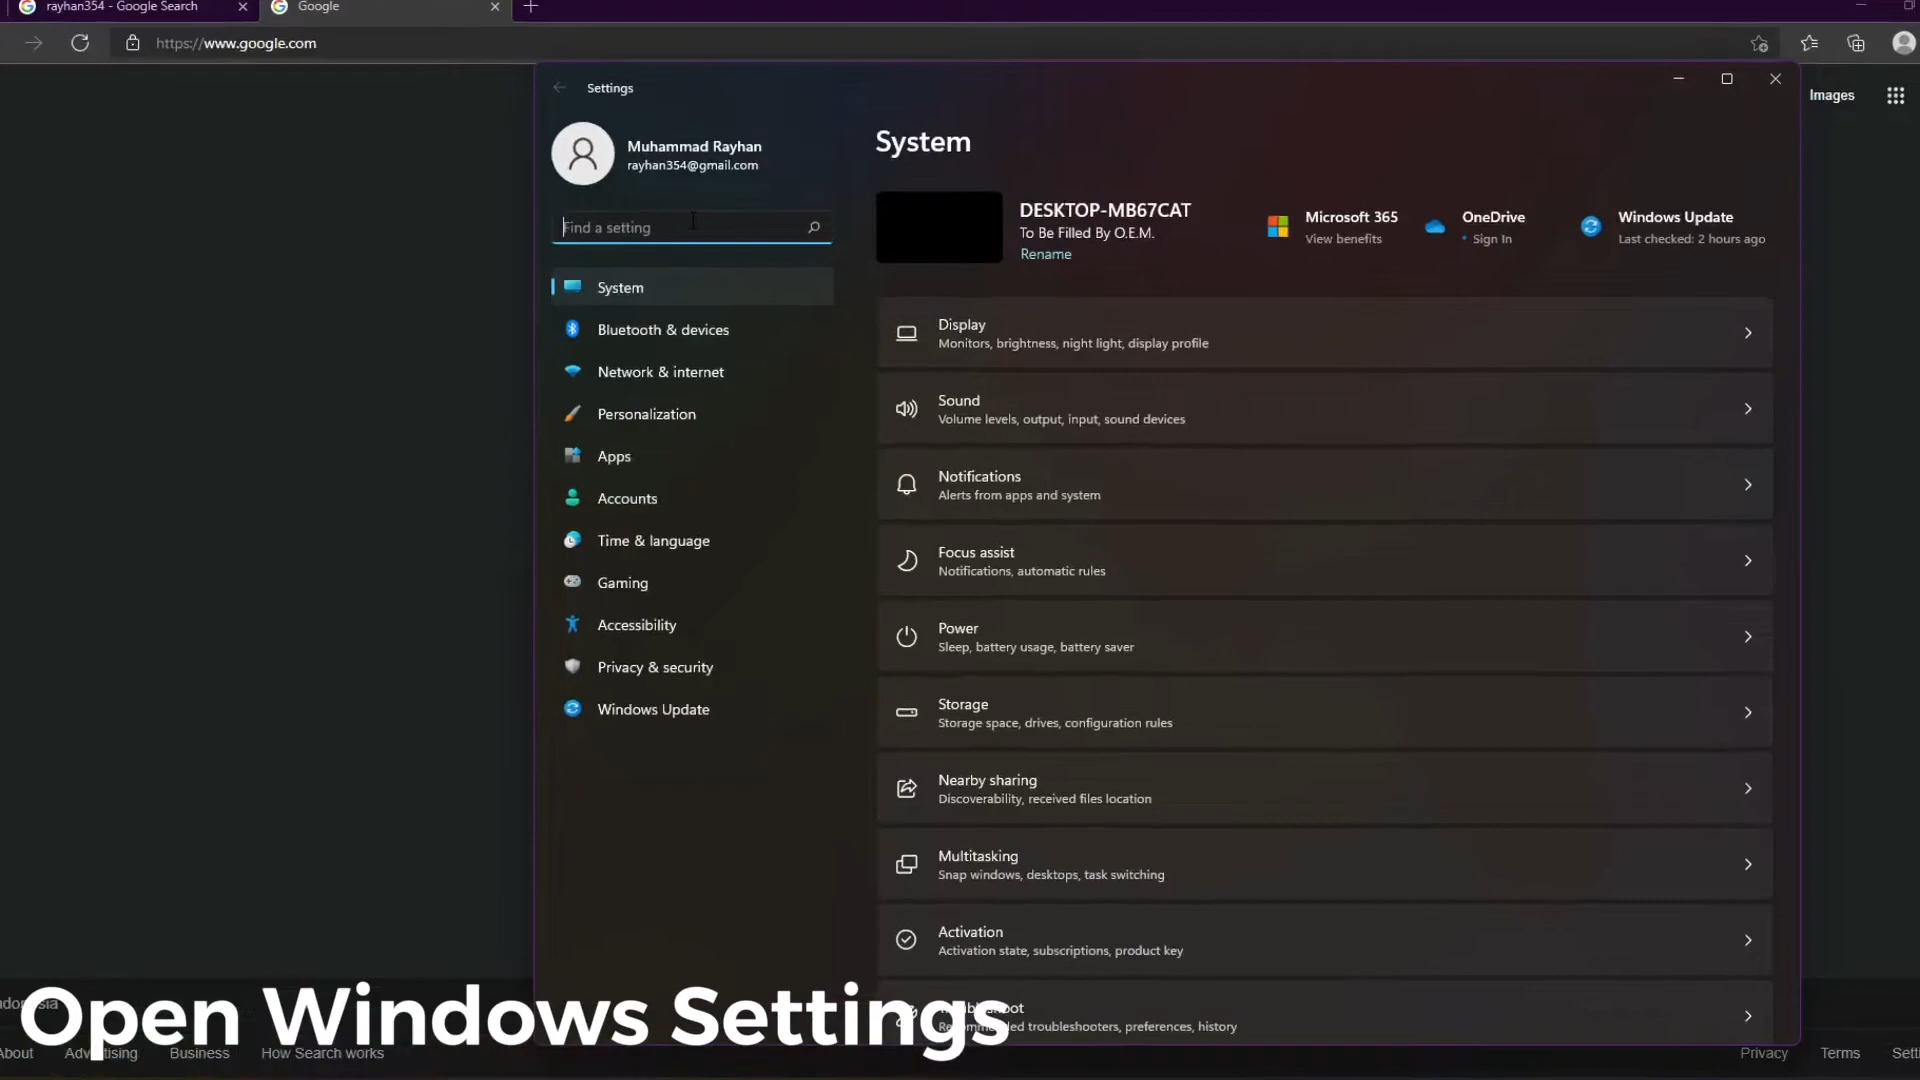 rayhan354 - Google Search
Google
https://www.google.com
Images
Settings
Muhammad Rayhan
rayhan354@gmail.com
Find a setting
System
Bluetooth & devices
Network & internet
Personalization
Apps
Accounts
Time & language
Gaming
Accessibility
Privacy & security
Windows Update
System
DESKTOP-MB67CAT
To Be Filled By O.E.M.
Rename
Microsoft 365
View benefits
OneDrive
• Sign In
Windows Update
Last checked: 2 hours ago
Display
Monitors, brightness, night light, display profile
Sound
Volume levels, output, input, sound devices
Notifications
Alerts from apps and system
Focus assist
Notifications, automatic rules
Power
Sleep, battery usage, battery saver
Storage
Storage space, drives, configuration rules
Nearby sharing
Discoverability, received files location
Multitasking
Snap windows, desktops, task switching
Activation
Activation state, subscriptions, product key
troubleshooters, preferences, history
Open Windows Settings
About
Advertising
Business
How Search works
Privacy
Terms